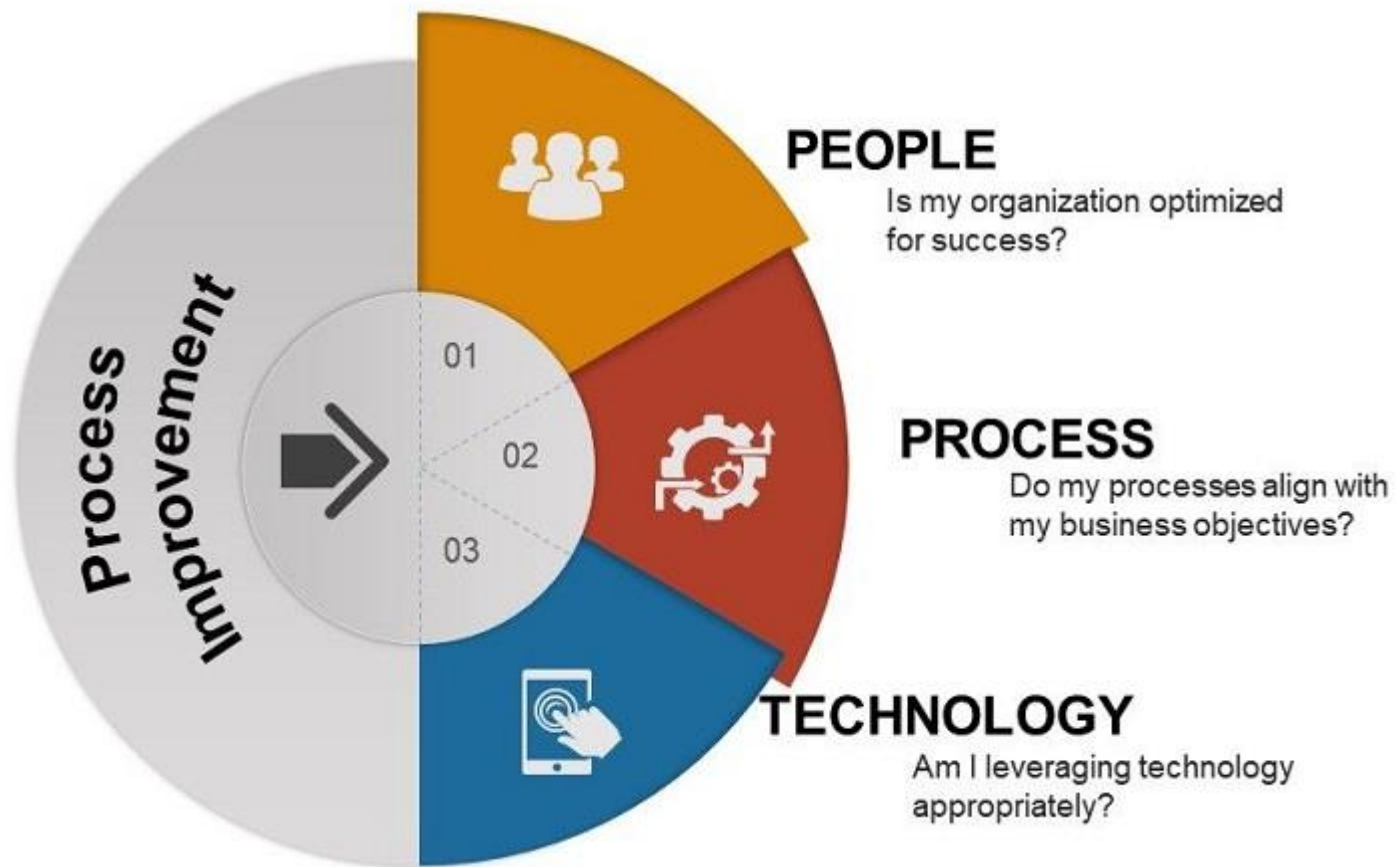 Process
Improvement
01
02
03
PEOPLE
Is my organization optimized
for success?
PROCESS
Do my processes align with
my business objectives?
TECHNOLOGY
Am I leveraging technology
appropriately?